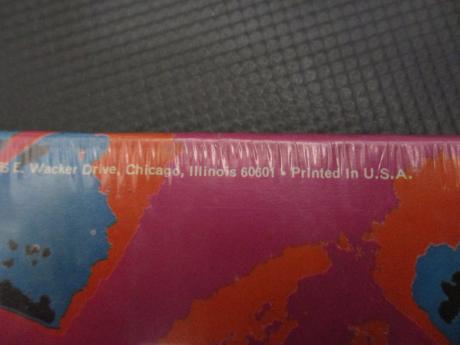 E. Wacker Drive, Chicago, Illinois 60601 • Printed In U.S.A.